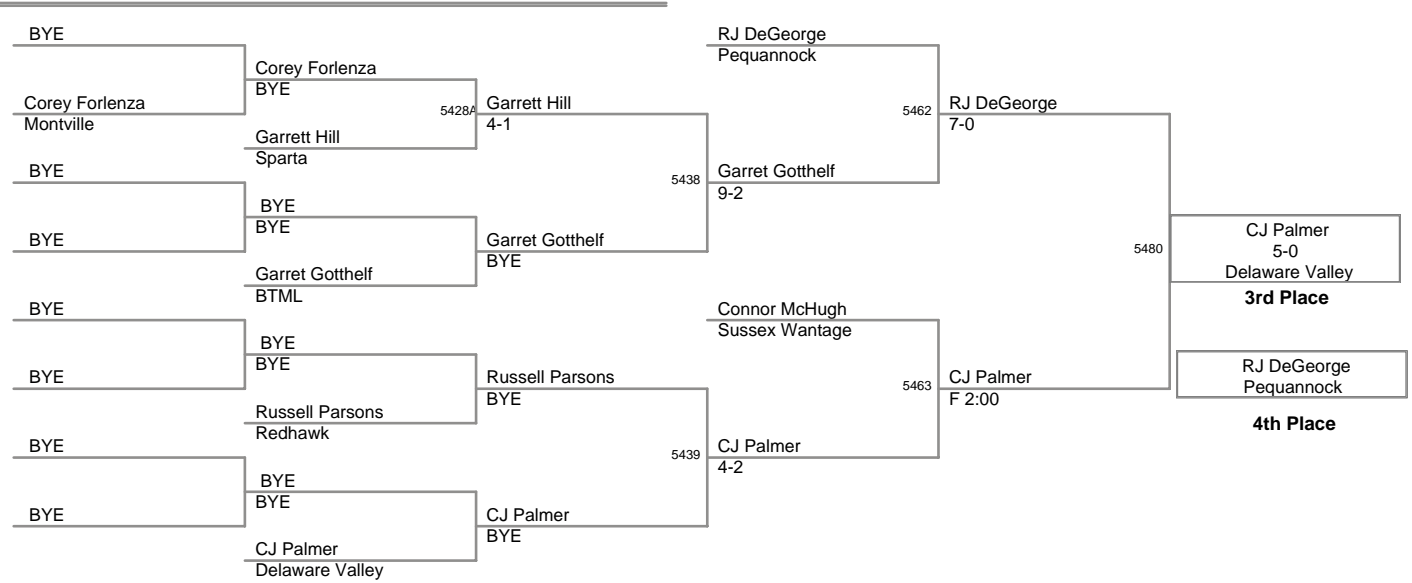 BYE
Corey Forlenza
Montville
BYE
BYE
BYE
BYE
BYE
BYE
Corey Forlenza
BYE
Garrett Hill
Sparta
BYE
BYE
Garret Gotthelf
BTML
BYE
BYE
Russell Parsons
Redhawk
BYE
BYE
CJ Palmer
Delaware Valley
5428A
Garrett Hill
4-1
Garret Gotthelf
BYE
Russell Parsons
BYE
CJ Palmer
BYE
RJ DeGeorge
Pequannock
5438
Garret Gotthelf
9-2
Connor McHugh
Sussex Wantage
5439
CJ Palmer
4-2
5462
RJ DeGeorge
7-0
5463
CJ Palmer
F 2:00
5480
CJ Palmer
5-0
Delaware Valley
3rd Place
RJ DeGeorge
Pequannock
4th Place